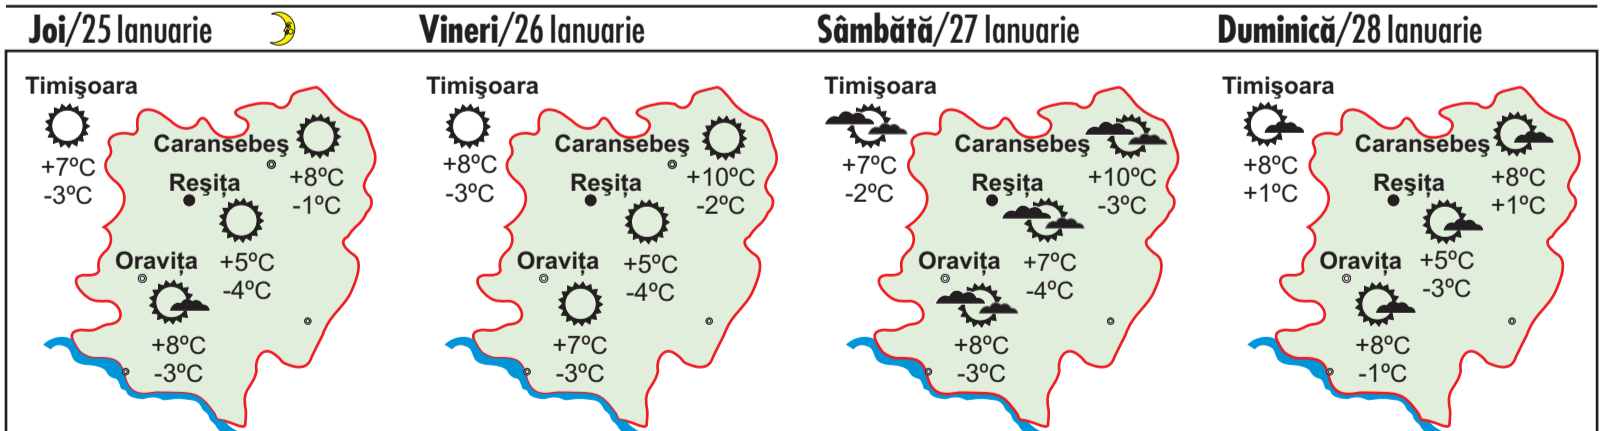 Joi/25 Ianuarie
Timişoara
+7ºC
-3ºC
Caransebeş
+8ºC
-1ºC
Reşiţa
+5ºC
-4ºC
Oraviţa
+8ºC
-3ºC
Vineri/26 Ianuarie
Timişoara
+8ºC
-3ºC
Caransebeş
+10ºC
-2ºC
Reşiţa
+5ºC
-4ºC
Oraviţa
+7ºC
-3ºC
Sâmbătă/27 Ianuarie
Timişoara
+7ºC
-2ºC
Caransebeş
+10ºC
-3ºC
Reşiţa
+7ºC
-4ºC
Oraviţa
+8ºC
-3ºC
Duminică/28 Ianuarie
Timişoara
+8ºC
+1ºC
Caransebeş
+8ºC
+1ºC
Reşiţa
+5ºC
-3ºC
Oraviţa
+8ºC
-1ºC